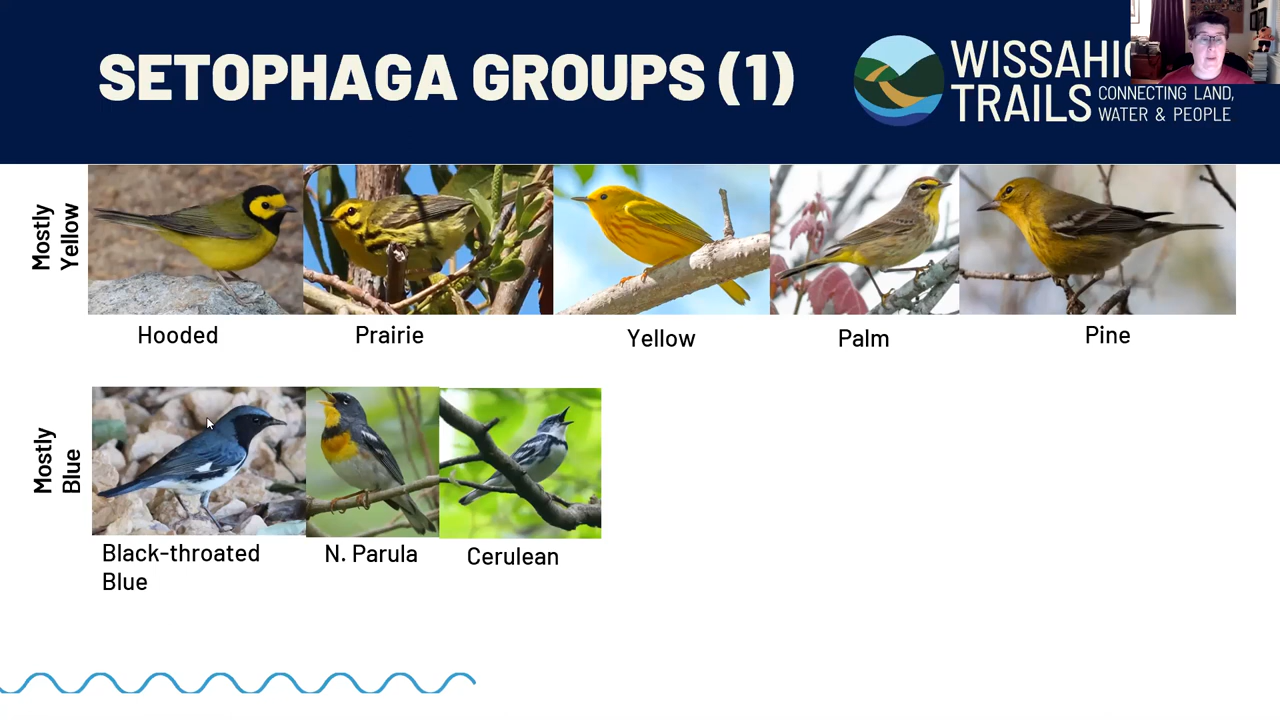 SETOPHAGA GROUPS (1)
TRAILS
CONNECTING LAND,
WATER & PEOPLE
Mostly
Yellow
Hooded
Prairie
Yellow
Palm
Pine
Mostly
Blue
Black-throated
Blue
N. Parula
Cerulean